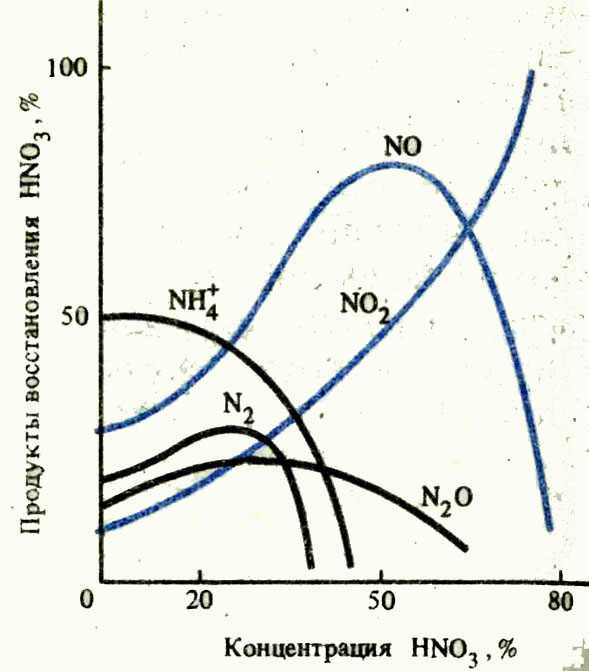 100
NO
NH₄⁺
NO₂
50
N₂
N₂O
0
20
50
80
Продукты восстановления HNO₃, %
Концентрация HNO₃, %